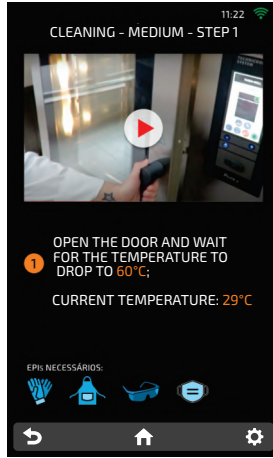 11:22
CLEANING - MEDIUM - STEP 1
OPEN THE DOOR AND WAIT
1 FOR THE TEMPERATURE TO
DROP TO 60°C;
CURRENT TEMPERATURE: 29°C
EPIs NECESSÁRIOS: